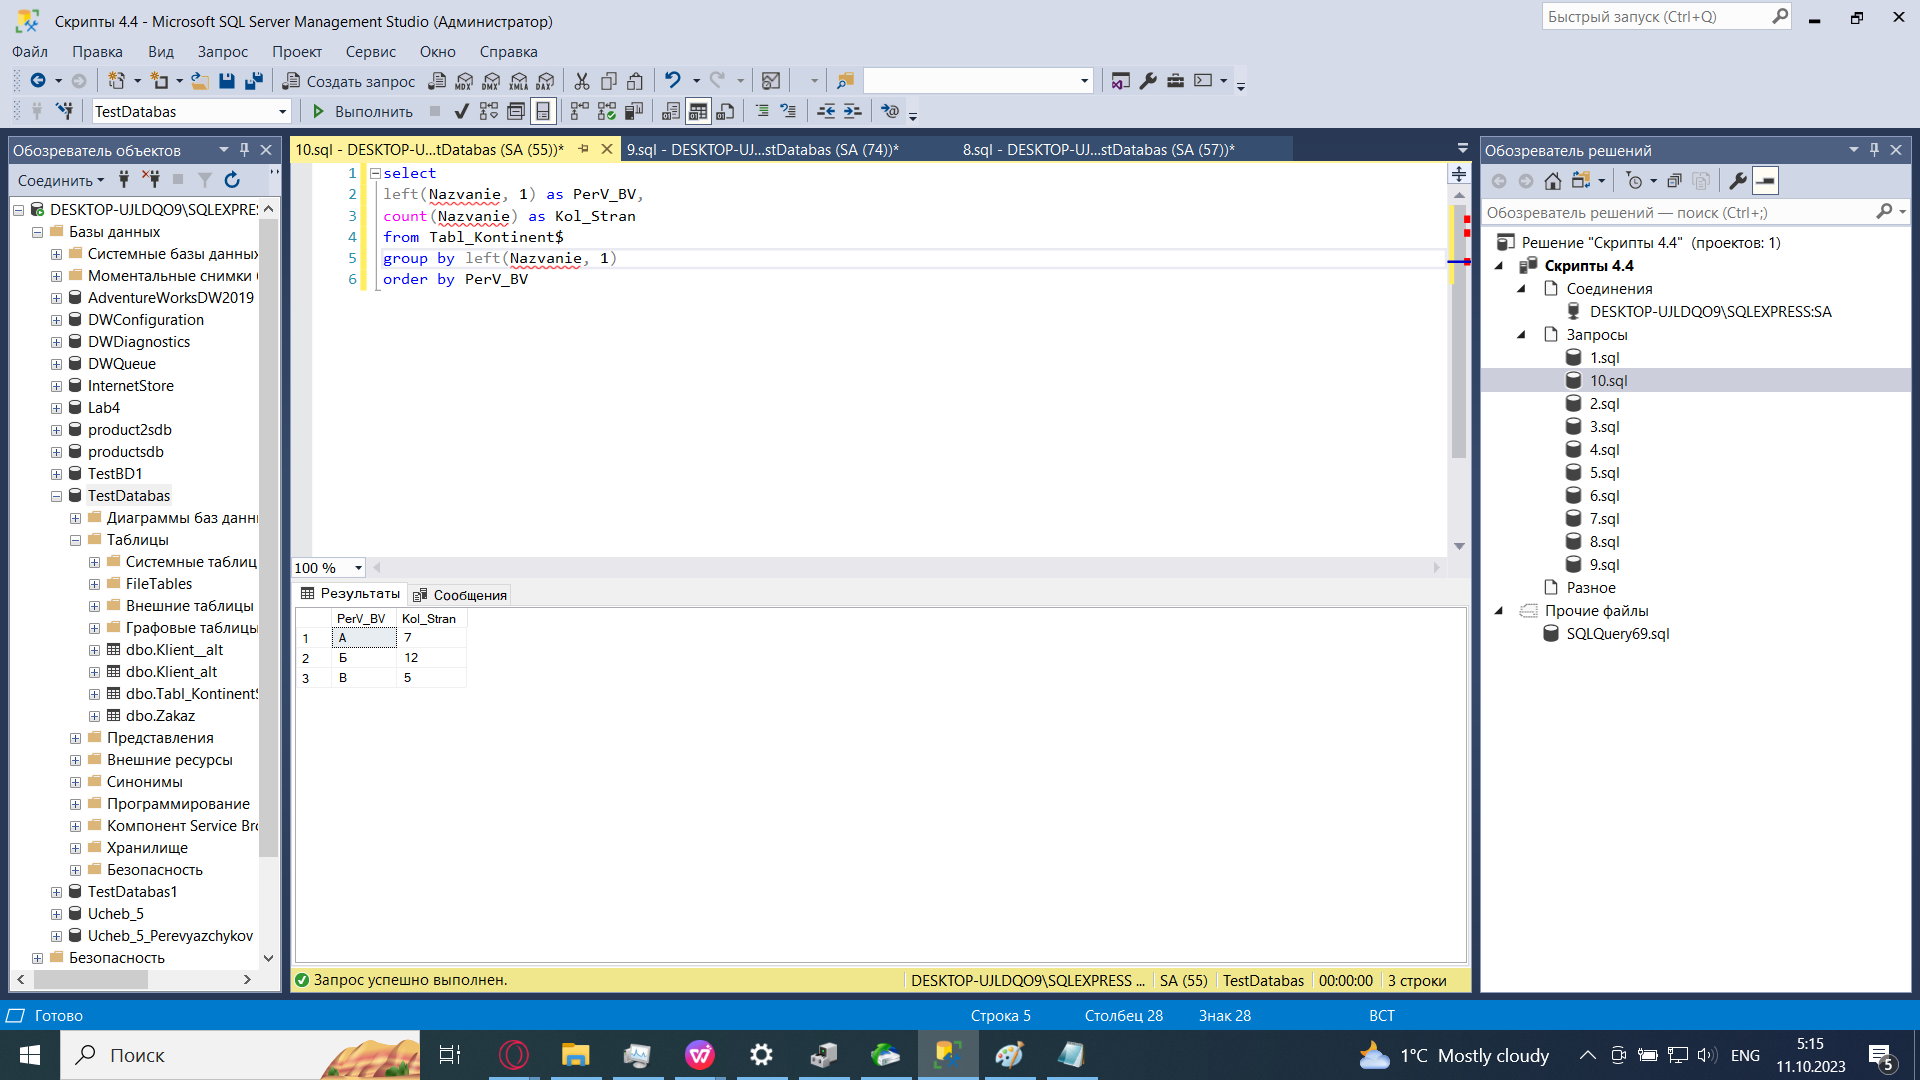 Скрипты 4.4 - Microsoft SQL Server Management Studio (Администратор)
Быстрый запуск (Ctrl+Q)
Файл Правка Вид Запрос Проект Сервис Окно Справка
Создать запрос MDX DMX XMLA DAX
TestDatabas Выполнить
Обозреватель объектов
Соединить
DESKTOP-UJLDQO9\SQLEXPRE
Базы данных
Системные базы данных
Моментальные снимки
AdventureWorksDW2019
DWConfiguration
DWDiagnostics
DWQueue
InternetStore
Lab4
product2sdb
productsdb
TestBD1
TestDatabas
Диаграммы баз данн
Таблицы
Системные таблиц
FileTables
Внешние таблицы
Графовые таблицы
dbo.Klient__alt
dbo.Klient_alt
dbo.Tabl_Kontinent$
dbo.Zakaz
Представления
Внешние ресурсы
Синонимы
Программирование
Компонент Service Bro
Хранилище
Безопасность
TestDatabas1
Ucheb_5
Ucheb_5_Perevyazchykov
Безопасность
10.sql - DESKTOP-U...tDatabas (SA (55))* 9.sql - DESKTOP-UJ...stDatabas (SA (74))* 8.sql - DESKTOP-UJ...stDatabas (SA (57))*
1 select
2 left(Nazvanie, 1) as PerV_BV,
3 count(Nazvanie) as Kol_Stran
4 from Tabl_Kontinent$
5 group by left(Nazvanie, 1)
6 order by PerV_BV
100 %
Результаты Сообщения
PerV_BV Kol_Stran
1 А 7
2 Б 12
3 В 5
Запрос успешно выполнен. DESKTOP-UJLDQO9\SQLEXPRESS ... SA (55) TestDatabas 00:00:00 3 строки
Обозреватель решений
Обозреватель решений — поиск (Ctrl+;)
Решение "Скрипты 4.4" (проектов: 1)
Скрипты 4.4
Соединения
DESKTOP-UJLDQO9\SQLEXPRESS:SA
Запросы
1.sql
10.sql
2.sql
3.sql
4.sql
5.sql
6.sql
7.sql
8.sql
9.sql
Разное
Прочие файлы
SQLQuery69.sql
Готово Строка 5 Столбец 28 Знак 28 ВСТ
Поиск 1°C Mostly cloudy ENG 5:15
11.10.2023 5